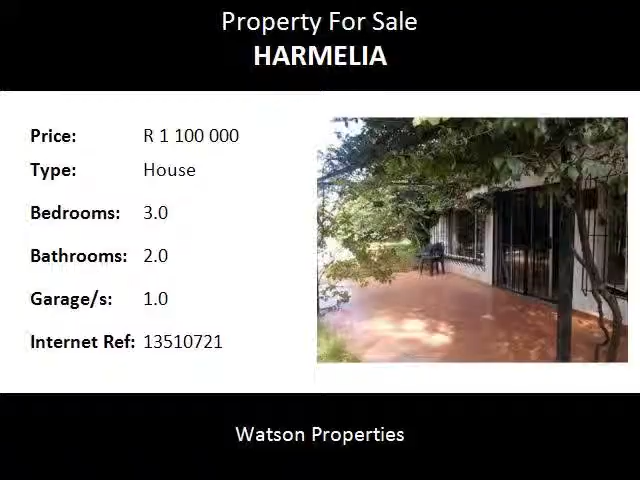 Property For Sale
HARMELIA
Price: R 1 100 000
Type: House
Bedrooms: 3.0
Bathrooms: 2.0
Garage/s: 1.0
Internet Ref: 13510721
Watson Properties